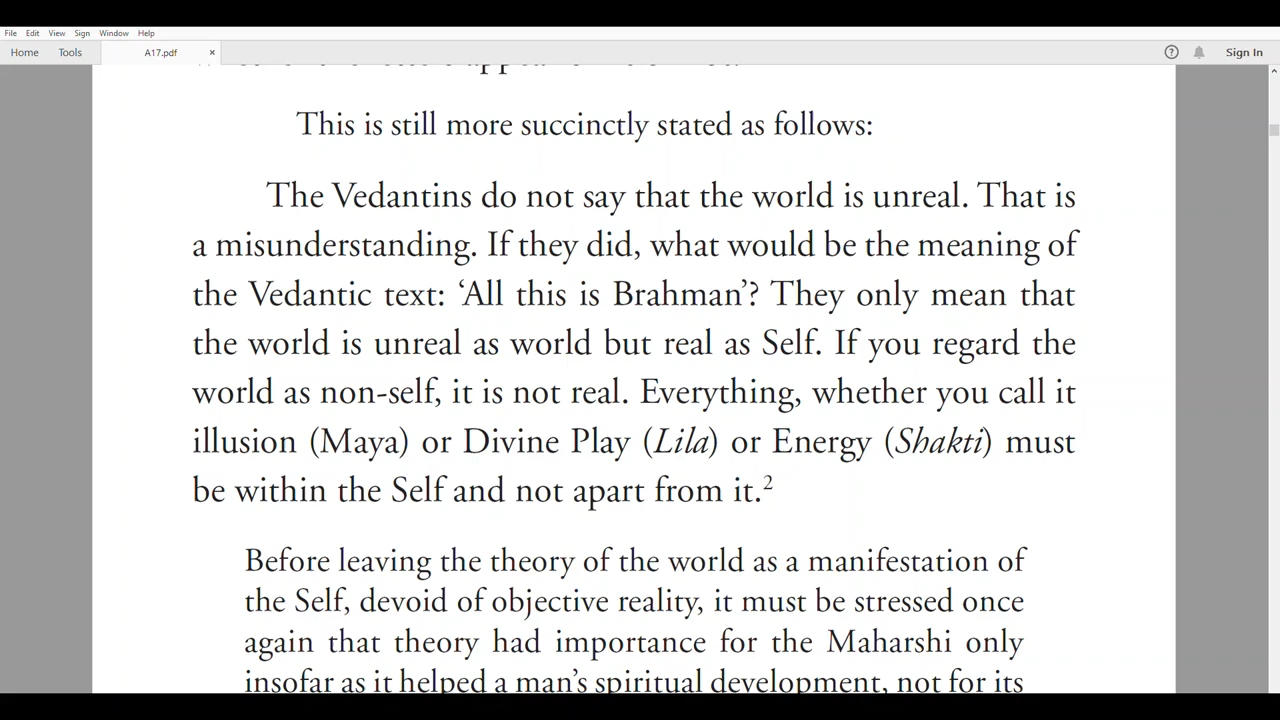 File Edit View Sign Window Help
Home Tools A17.pdf × ? Sign In
This is still more succinctly stated as follows:
The Vedantins do not say that the world is unreal. That is
a misunderstanding. If they did, what would be the meaning of
the Vedantic text: ‘All this is Brahman’? They only mean that
the world is unreal as world but real as Self. If you regard the
world as non-self, it is not real. Everything, whether you call it
illusion (Maya) or Divine Play (Lila) or Energy (Shakti) must
be within the Self and not apart from it.2
Before leaving the theory of the world as a manifestation of
the Self, devoid of objective reality, it must be stressed once
again that theory had importance for the Maharshi only
insofar as it helped a man’s spiritual development, not for its